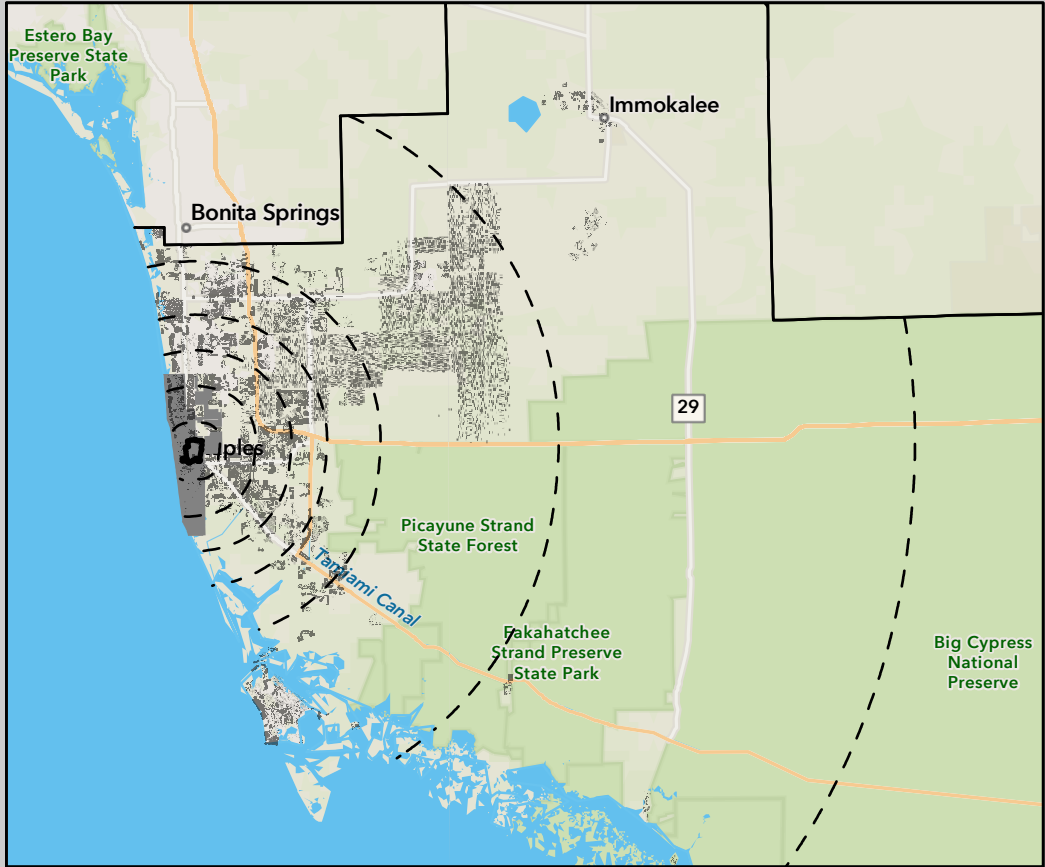 Estero Bay
Preserve State
Park
Immokalee
Bonita Springs
29
ples
Picayune Strand
State Forest
Tamiami Canal
Fakahatchee
Strand Preserve
State Park
Big Cypress
National
Preserve